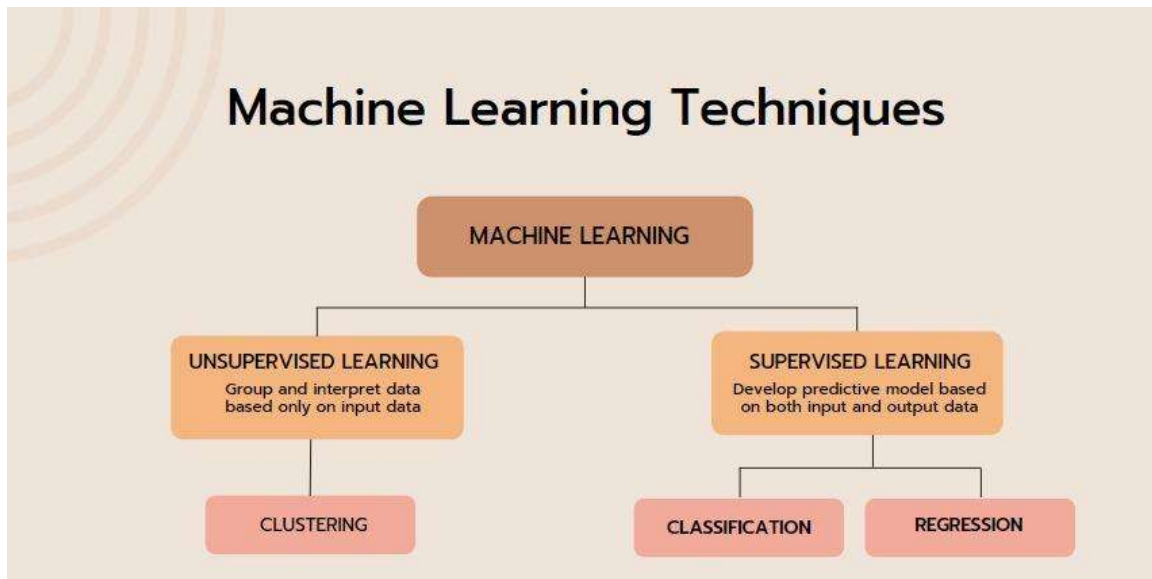 Machine Learning Techniques
MACHINE LEARNING
UNSUPERVISED LEARNING
Group and interpret data
based only on input data
SUPERVISED LEARNING
Develop predictive model based
on both input and output data
CLUSTERING
CLASSIFICATION
REGRESSION